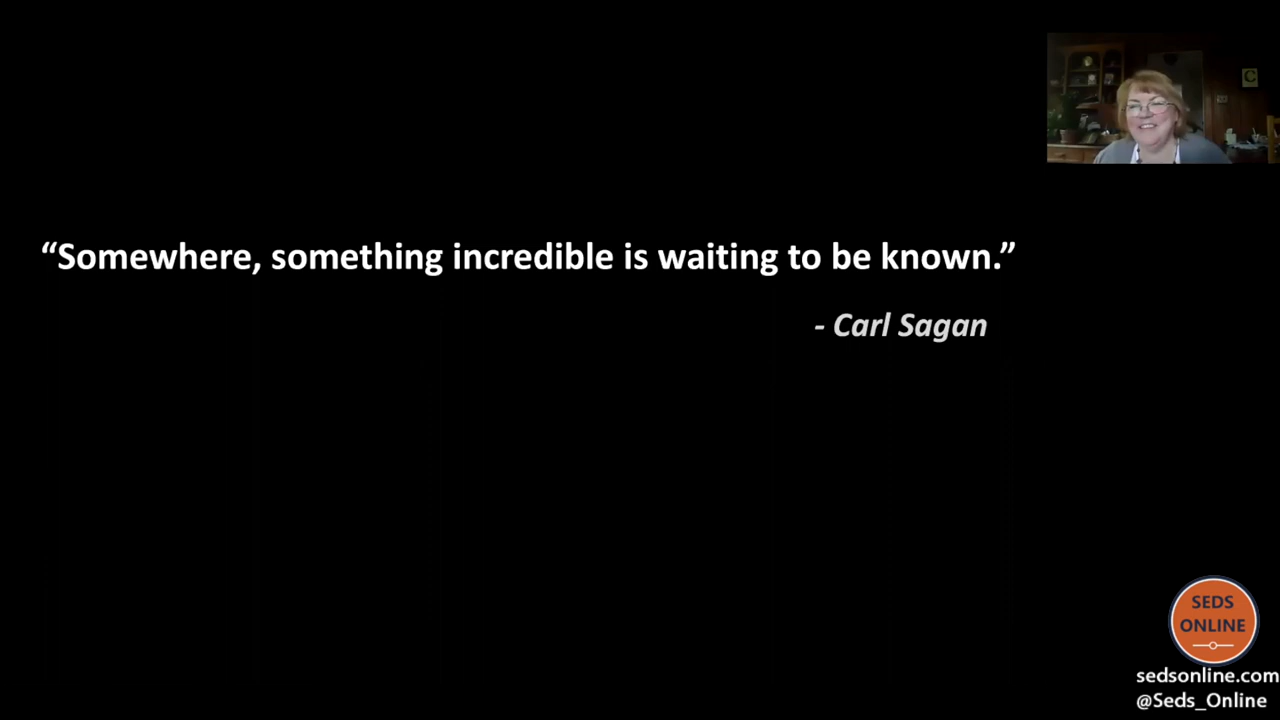 “Somewhere, something incredible is waiting to be known.”
- Carl Sagan
C
SEDS
ONLINE
sedsonline.com
@Seds_Online